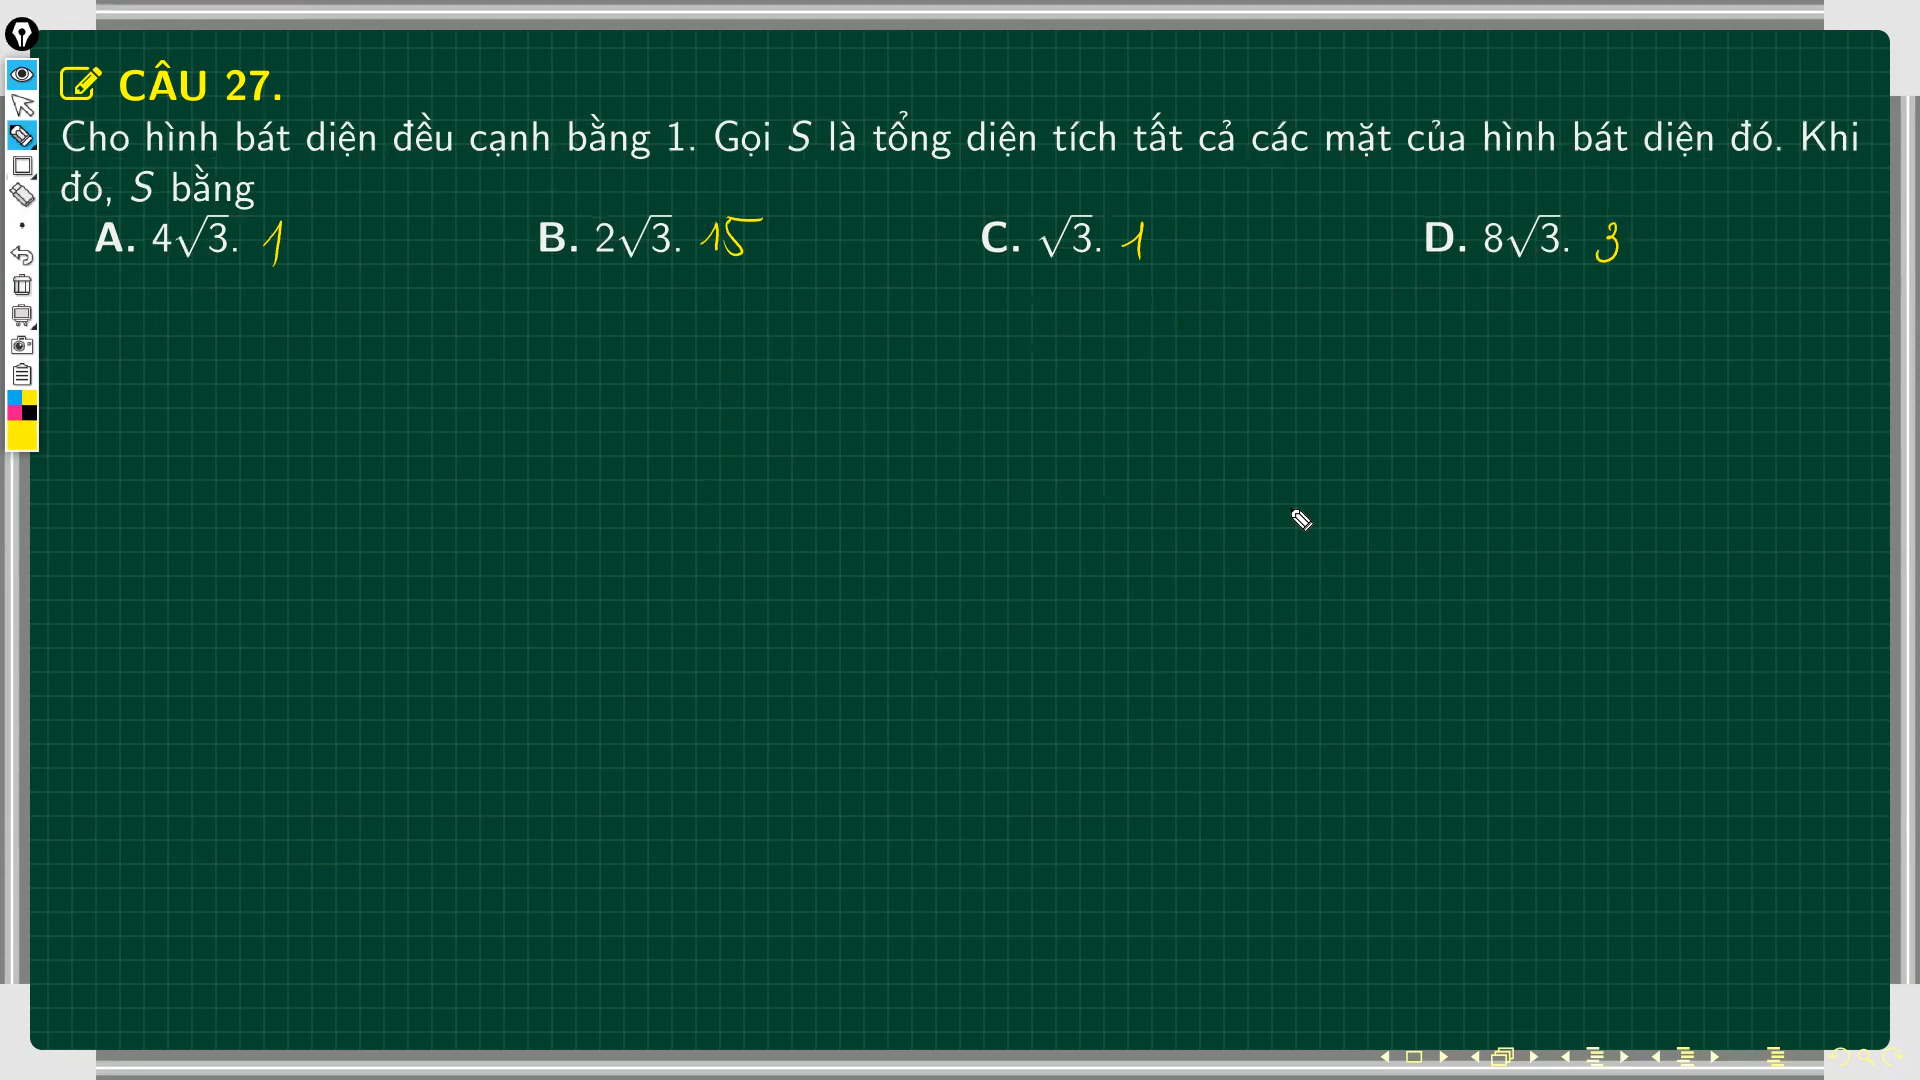 CÂU 27.
Cho hình bát diện đều cạnh bằng 1. Gọi S là tổng diện tích tất cả các mặt của hình bát diện đó. Khi
đó, S bằng
A. 4√3. 1 B. 2√3. 15 C. √3. 1 D. 8√3. 3